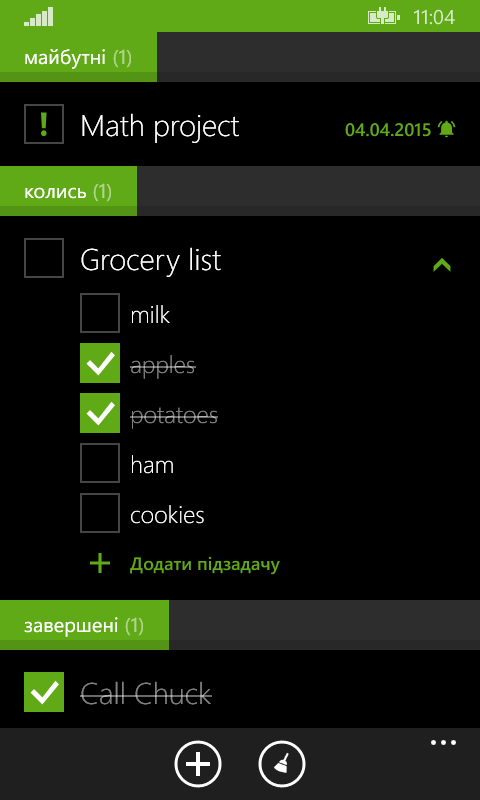 11:04
майбутні (1)
! Math project 04.04.2015
колись (1)
Grocery list
milk
apples
potatoes
ham
cookies
+ Додати підзадачу
завершені (1)
Call Chuck